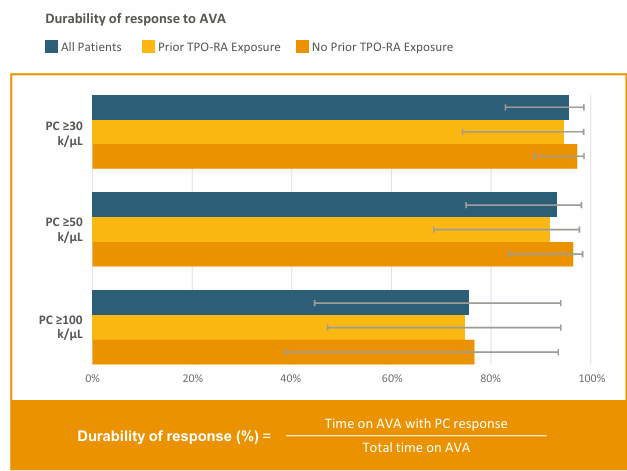 Durability of response to AVA
All Patients
Prior TPO-RA Exposure
No Prior TPO-RA Exposure
PC ≥30
k/µL
PC ≥50
k/µL
PC ≥100
k/µL
0%
20%
40%
60%
80%
100%
Durability of response (%) =
Time on AVA with PC response
Total time on AVA